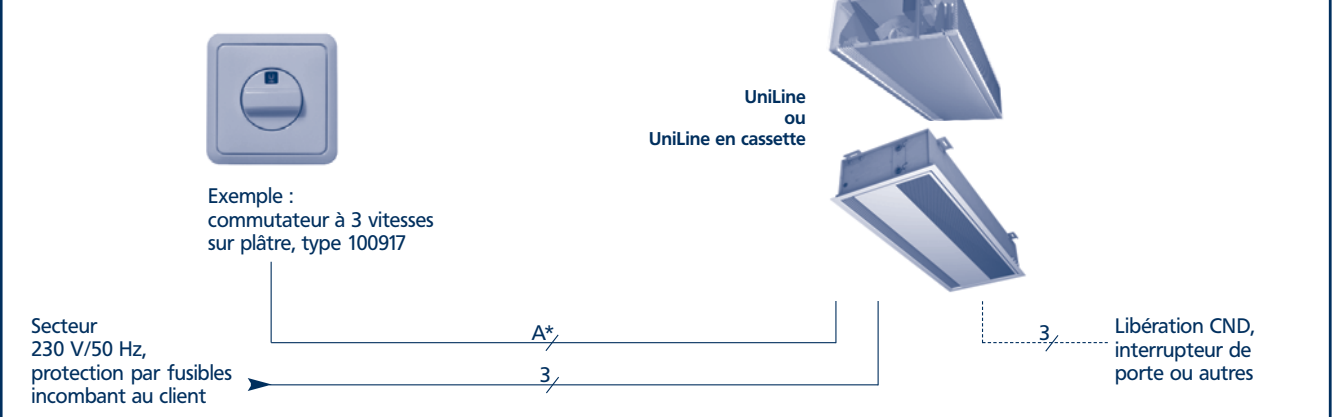 UniLine
ou
UniLine en cassette
Exemple :
commutateur à 3 vitesses
sur plâtre, type 100917
Secteur
230 V/50 Hz,
protection par fusibles
incombant au client
A*
3
3
Libération CND,
interrupteur de
porte ou autres